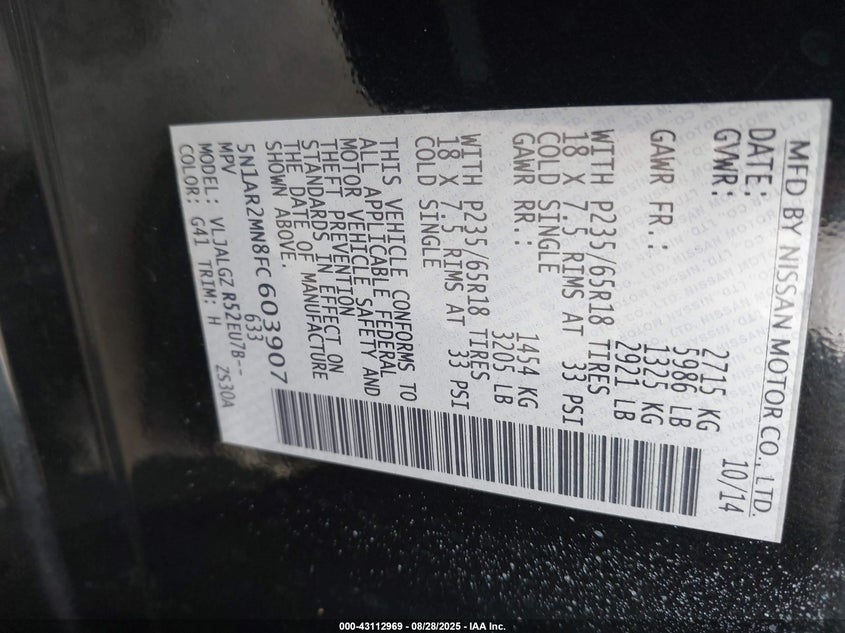 MFD BY NISSAN MOTOR CO., LTD.
DATE: 10/14
GVWR: 2715 KG
5986 LB
GAWR FR.: 1325 KG
2921 LB
WITH P235/65R18 TIRES
18 X 7.5 RIMS AT 33 PSI
COLD SINGLE
GAWR RR.: 1454 KG
3205 LB
WITH P235/65R18 TIRES
18 X 7.5 RIMS AT 33 PSI
COLD SINGLE
THIS VEHICLE CONFORMS TO
ALL APPLICABLE FEDERAL
MOTOR VEHICLE SAFETY AND
THEFT PREVENTION
STANDARDS IN EFFECT ON
THE DATE OF MANUFACTURE
SHOWN ABOVE.
5N1AR2MN8FC603907
MPV 633
MODEL: VLJALGZ R52EU7B-- 2S30A
COLOR: G41 TRIM: H
000-43112969 - 08/28/2025 - IAA Inc.